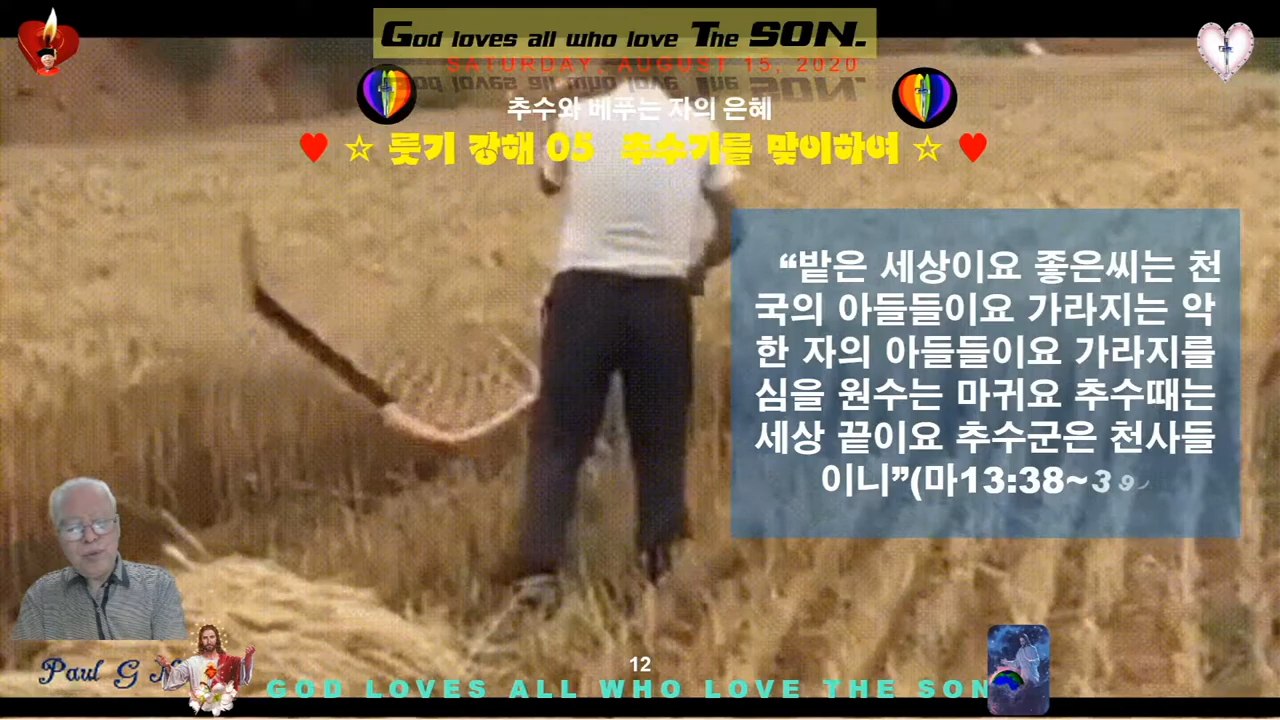 God loves all who love The SON.
SATURDAY, AUGUST 15, 2020
추수와 베푸는 자의 은혜
♥ ☆ 룻기 강해 05 추수기를 맞이하여 ☆ ♥
“밭은 세상이요 좋은씨는 천
국의 아들들이요 가라지는 악
한 자의 아들들이요 가라지를
심을 원수는 마귀요 추수때는
세상 끝이요 추수군은 천사들
이니”(마13:38~39)
Paul G
12
GOD LOVES ALL WHO LOVE THE SON